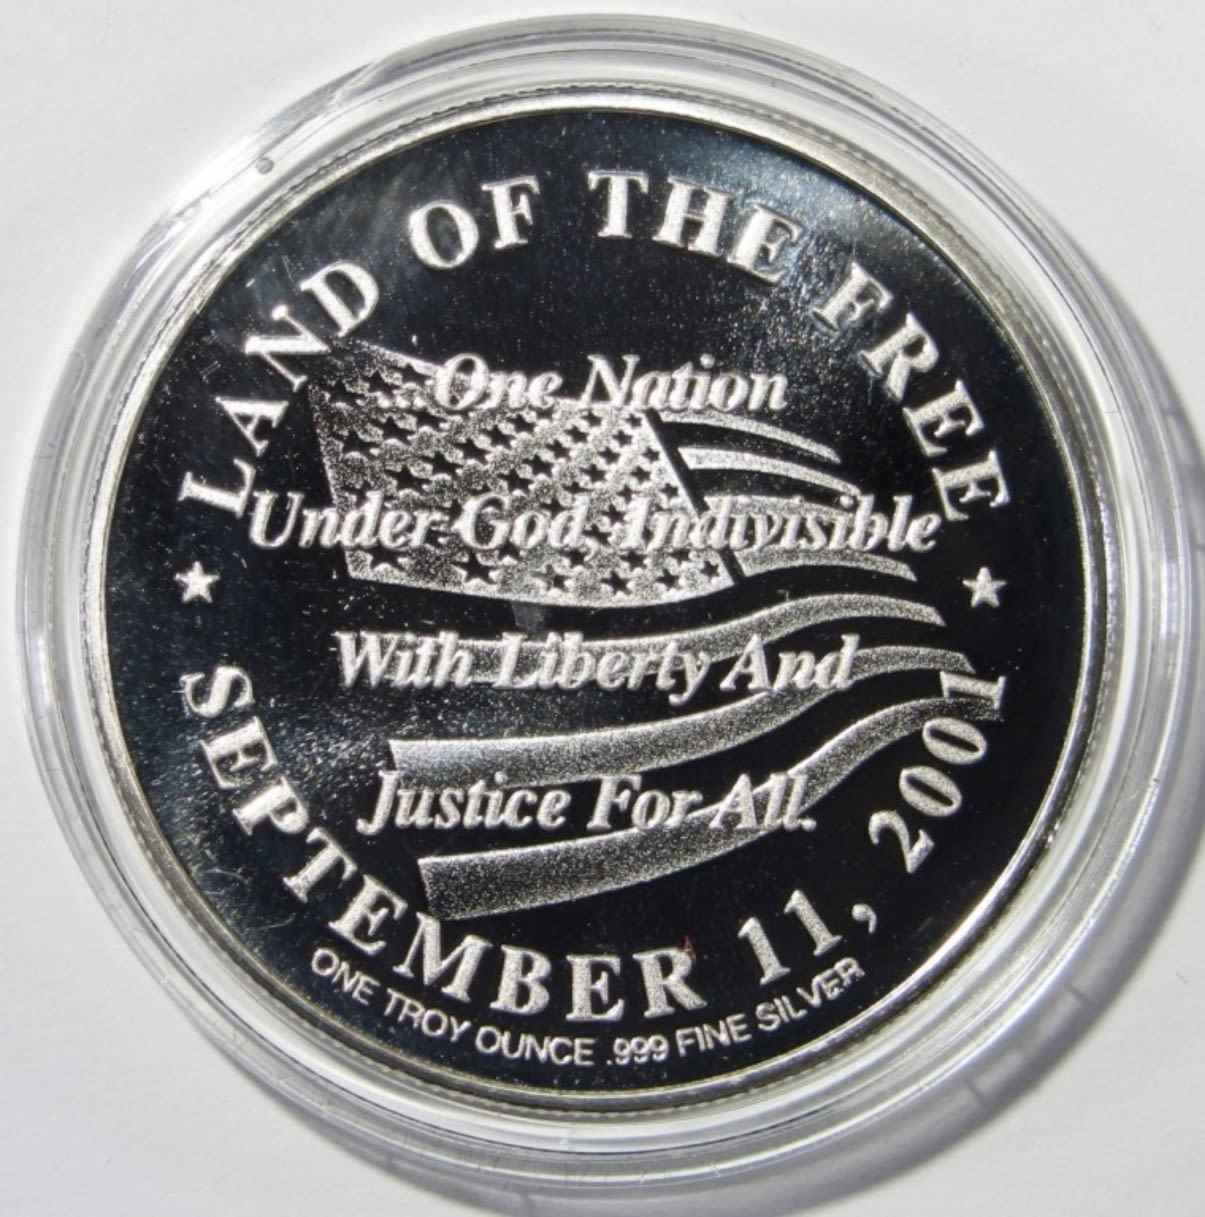 LAND OF THE FREE
One Nation
Under God, Indivisible
With Liberty And
Justice For All.
SEPTEMBER 11, 2001
ONE TROY OUNCE .999 FINE SILVER